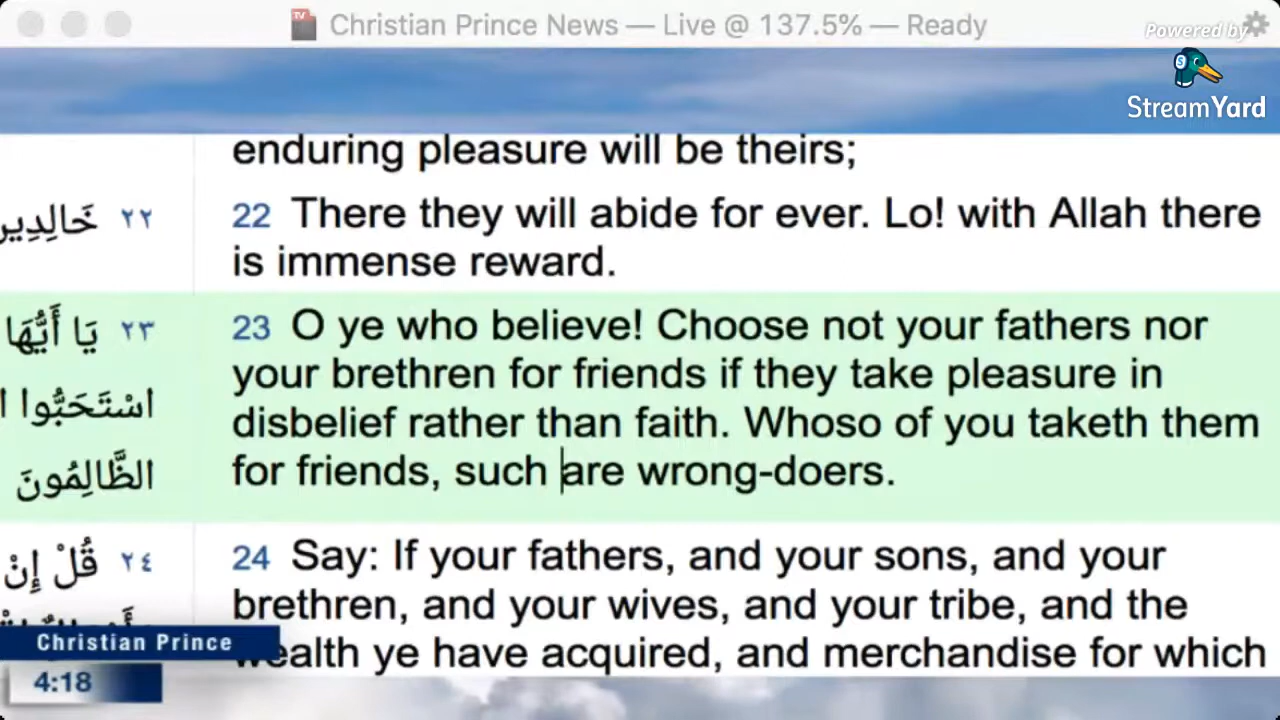 Christian Prince News — Live @ 137.5% — Ready
Powered by
StreamYard
enduring pleasure will be theirs;
٢٢ خَالِدِين
22 There they will abide for ever. Lo! with Allah there
is immense reward.
٢٣ يَا أَيُّهَا
اسْتَحَبُّوا
الظَّالِمُونَ
23 O ye who believe! Choose not your fathers nor
your brethren for friends if they take pleasure in
disbelief rather than faith. Whoso of you taketh them
for friends, such are wrong-doers.
٢٤ قُلْ إِنْ
24 Say: If your fathers, and your sons, and your
brethren, and your wives, and your tribe, and the
wealth ye have acquired, and merchandise for which
Christian Prince
4:18